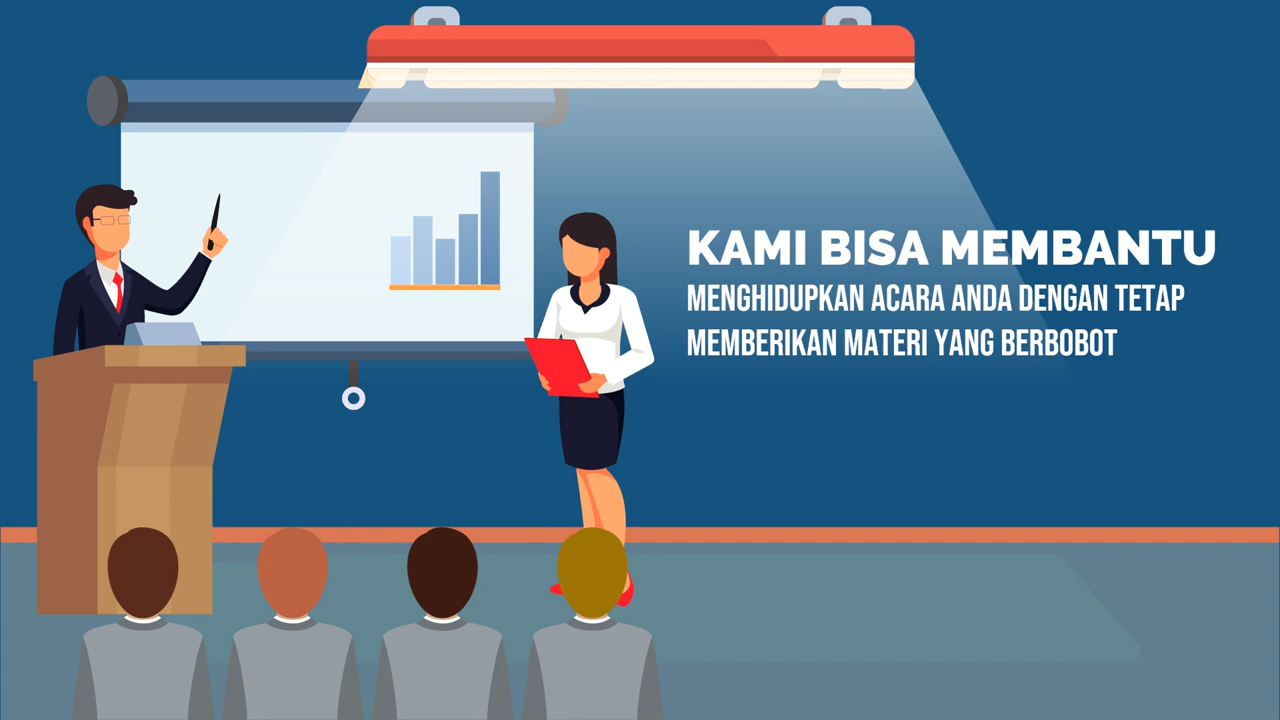 KAMI BISA MEMBANTU
MENGHIDUPKAN ACARA ANDA DENGAN TETAP
MEMBERIKAN MATERI YANG BERBOBOT